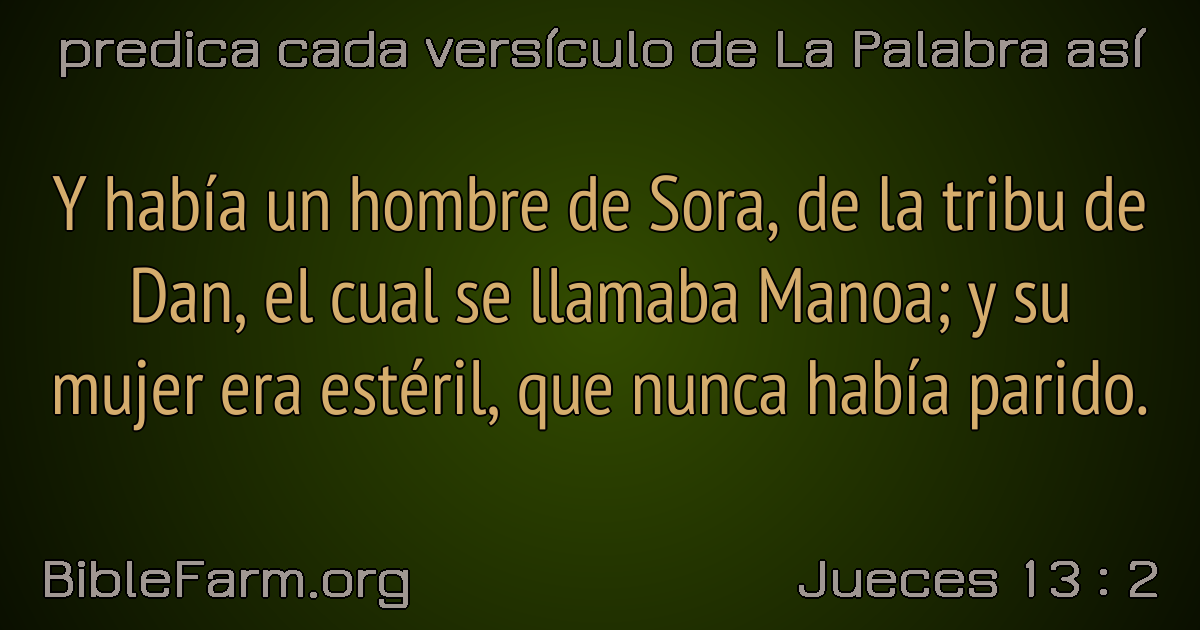 predica cada versículo de La Palabra así
Y había un hombre de Sora, de la tribu de
Dan, el cual se llamaba Manoa; y su
mujer era estéril, que nunca había parido.
BibleFarm.org
Jueces 13 : 2